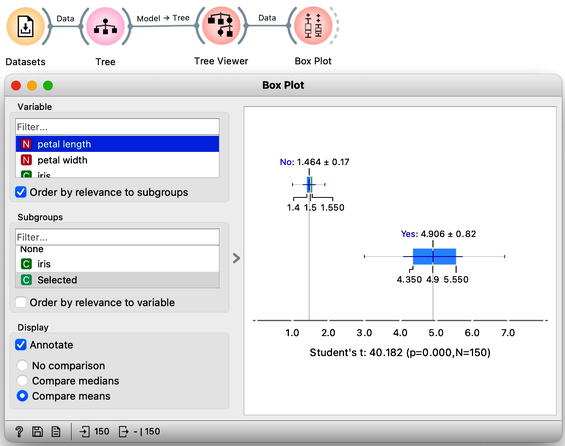 Data
Model → Tree
Data
Datasets
Tree
Tree Viewer
Box Plot
Box Plot
Variable
Filter...
N petal length
N petal width
C iris
Order by relevance to subgroups
Subgroups
Filter...
None
C iris
C Selected
Order by relevance to variable
Display
Annotate
No comparison
Compare medians
Compare means
No: 1.464 ± 0.17
1.4 1.5 1.550
Yes: 4.906 ± 0.82
4.350 4.9 5.550
1.0 2.0 3.0 4.0 5.0 6.0 7.0
Student's t: 40.182 (p=0.000,N=150)
? 150 - | 150